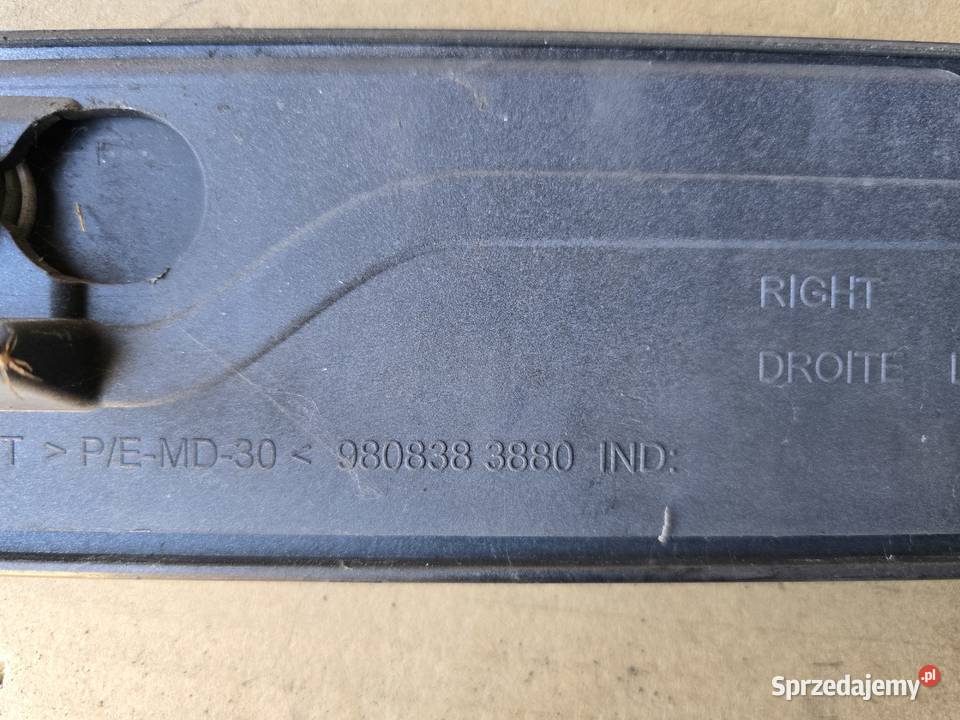 RIGHT
DROITE L
T > P/E-MD-30 < 980838 3880 IND:
Sprzedajemy.pl